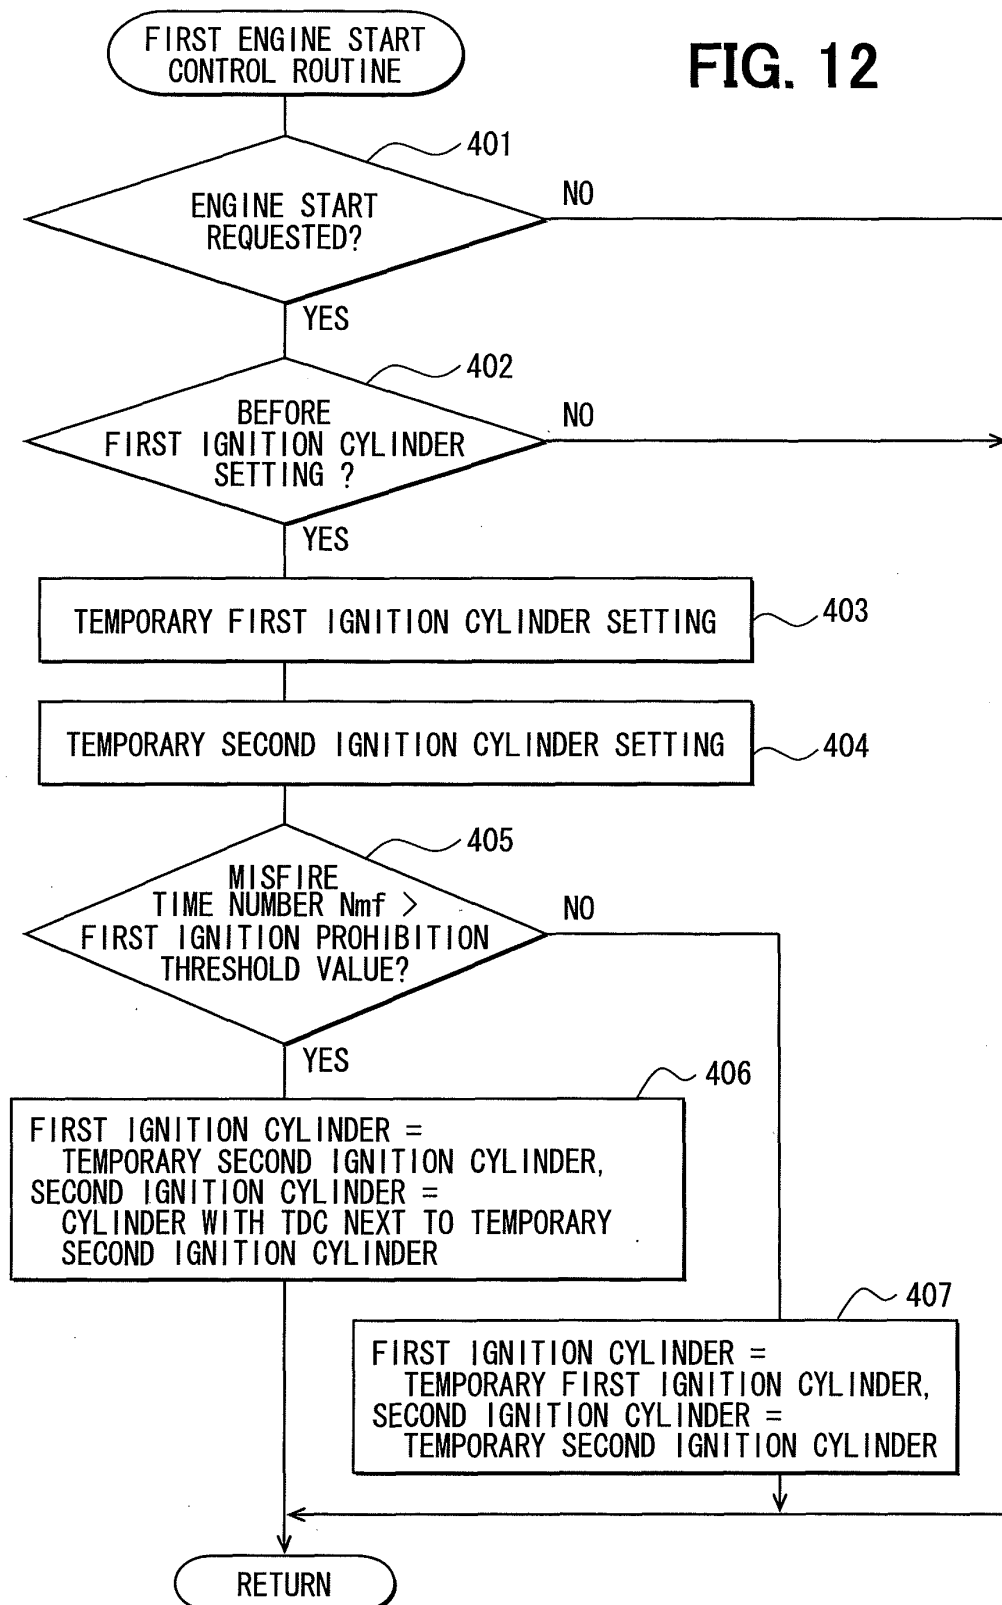 FIRST ENGINE START
CONTROL ROUTINE
FIG. 12
401
ENGINE START
REQUESTED?
NO
YES
402
BEFORE
FIRST IGNITION CYLINDER
SETTING ?
NO
YES
TEMPORARY FIRST IGNITION CYLINDER SETTING
403
TEMPORARY SECOND IGNITION CYLINDER SETTING
404
405
MISFIRE
TIME NUMBER Nmf >
FIRST IGNITION PROHIBITION
THRESHOLD VALUE?
NO
YES
406
FIRST IGNITION CYLINDER =
TEMPORARY SECOND IGNITION CYLINDER,
SECOND IGNITION CYLINDER =
CYLINDER WITH TDC NEXT TO TEMPORARY
SECOND IGNITION CYLINDER
407
FIRST IGNITION CYLINDER =
TEMPORARY FIRST IGNITION CYLINDER,
SECOND IGNITION CYLINDER =
TEMPORARY SECOND IGNITION CYLINDER
RETURN